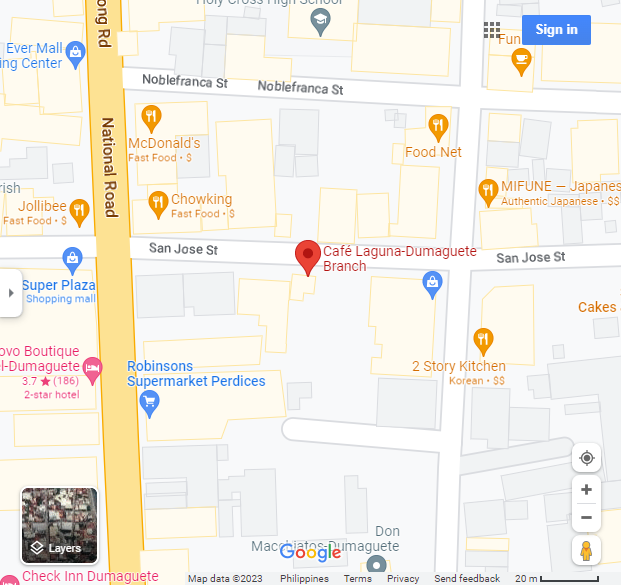 Holy Cross High School
ong Rd
Sign in
Fun
Ever Mall
ing Center
Noblefranca St
Noblefranca St
McDonald's
Fast Food • $
Food Net
National Road
rish
Jollibee
Fast Food • $
Chowking
Fast Food • $
MIFUNE — Japanes
Authentic Japanese • $$
San Jose St
Café Laguna-Dumaguete
Branch
San Jose St
Super Plaza
Shopping mall
Cakes
ovo Boutique
el-Dumaguete
3.7 ★ (186)
2-star hotel
Robinsons
Supermarket Perdices
2 Story Kitchen
Korean • $$
Layers
Don
Macchiatos-Dumaguete
Google
Check Inn Dumaguete
Map data ©2023 Philippines Terms Privacy Send feedback 20 m